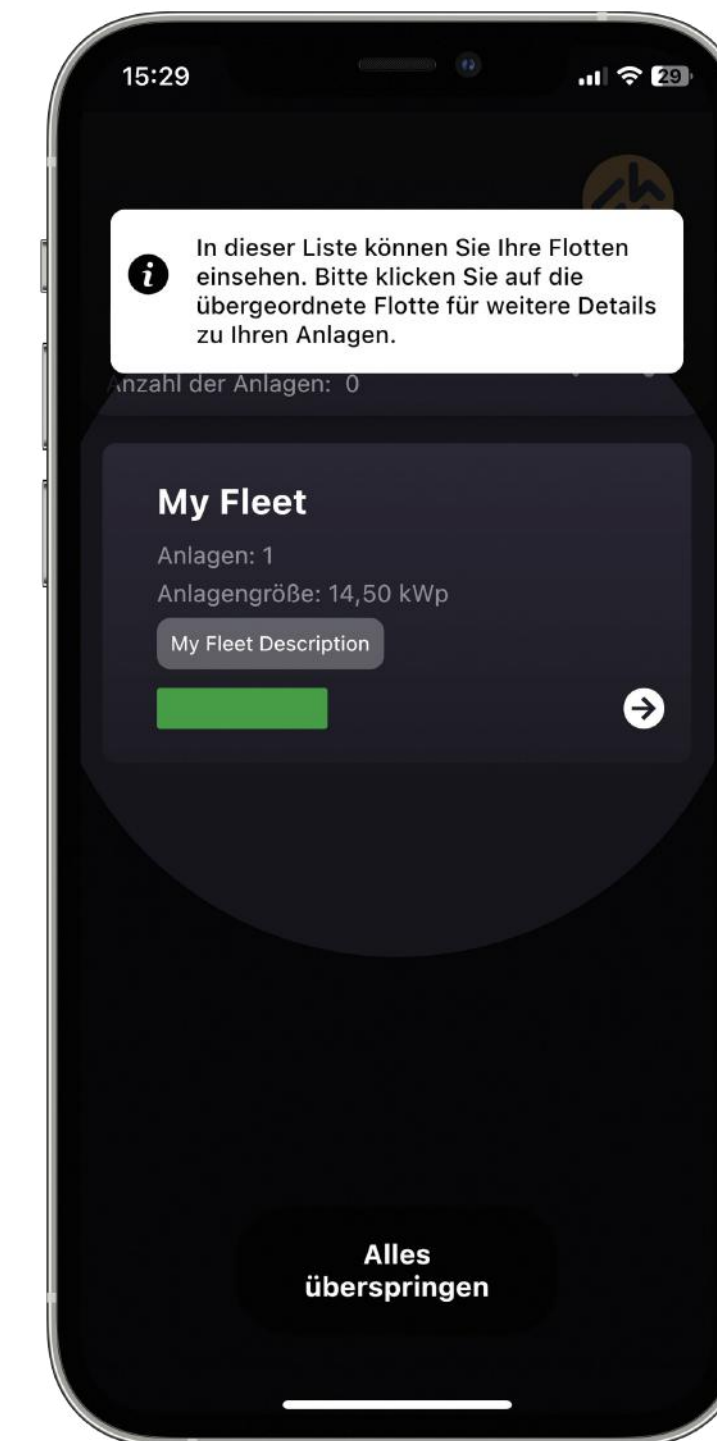 15:29
29
In dieser Liste können Sie Ihre Flotten
einsehen. Bitte klicken Sie auf die
übergeordnete Flotte für weitere Details
zu Ihren Anlagen.
Anzahl der Anlagen: 0
My Fleet
Anlagen: 1
Anlagengröße: 14,50 kWp
My Fleet Description
Alles
überspringen